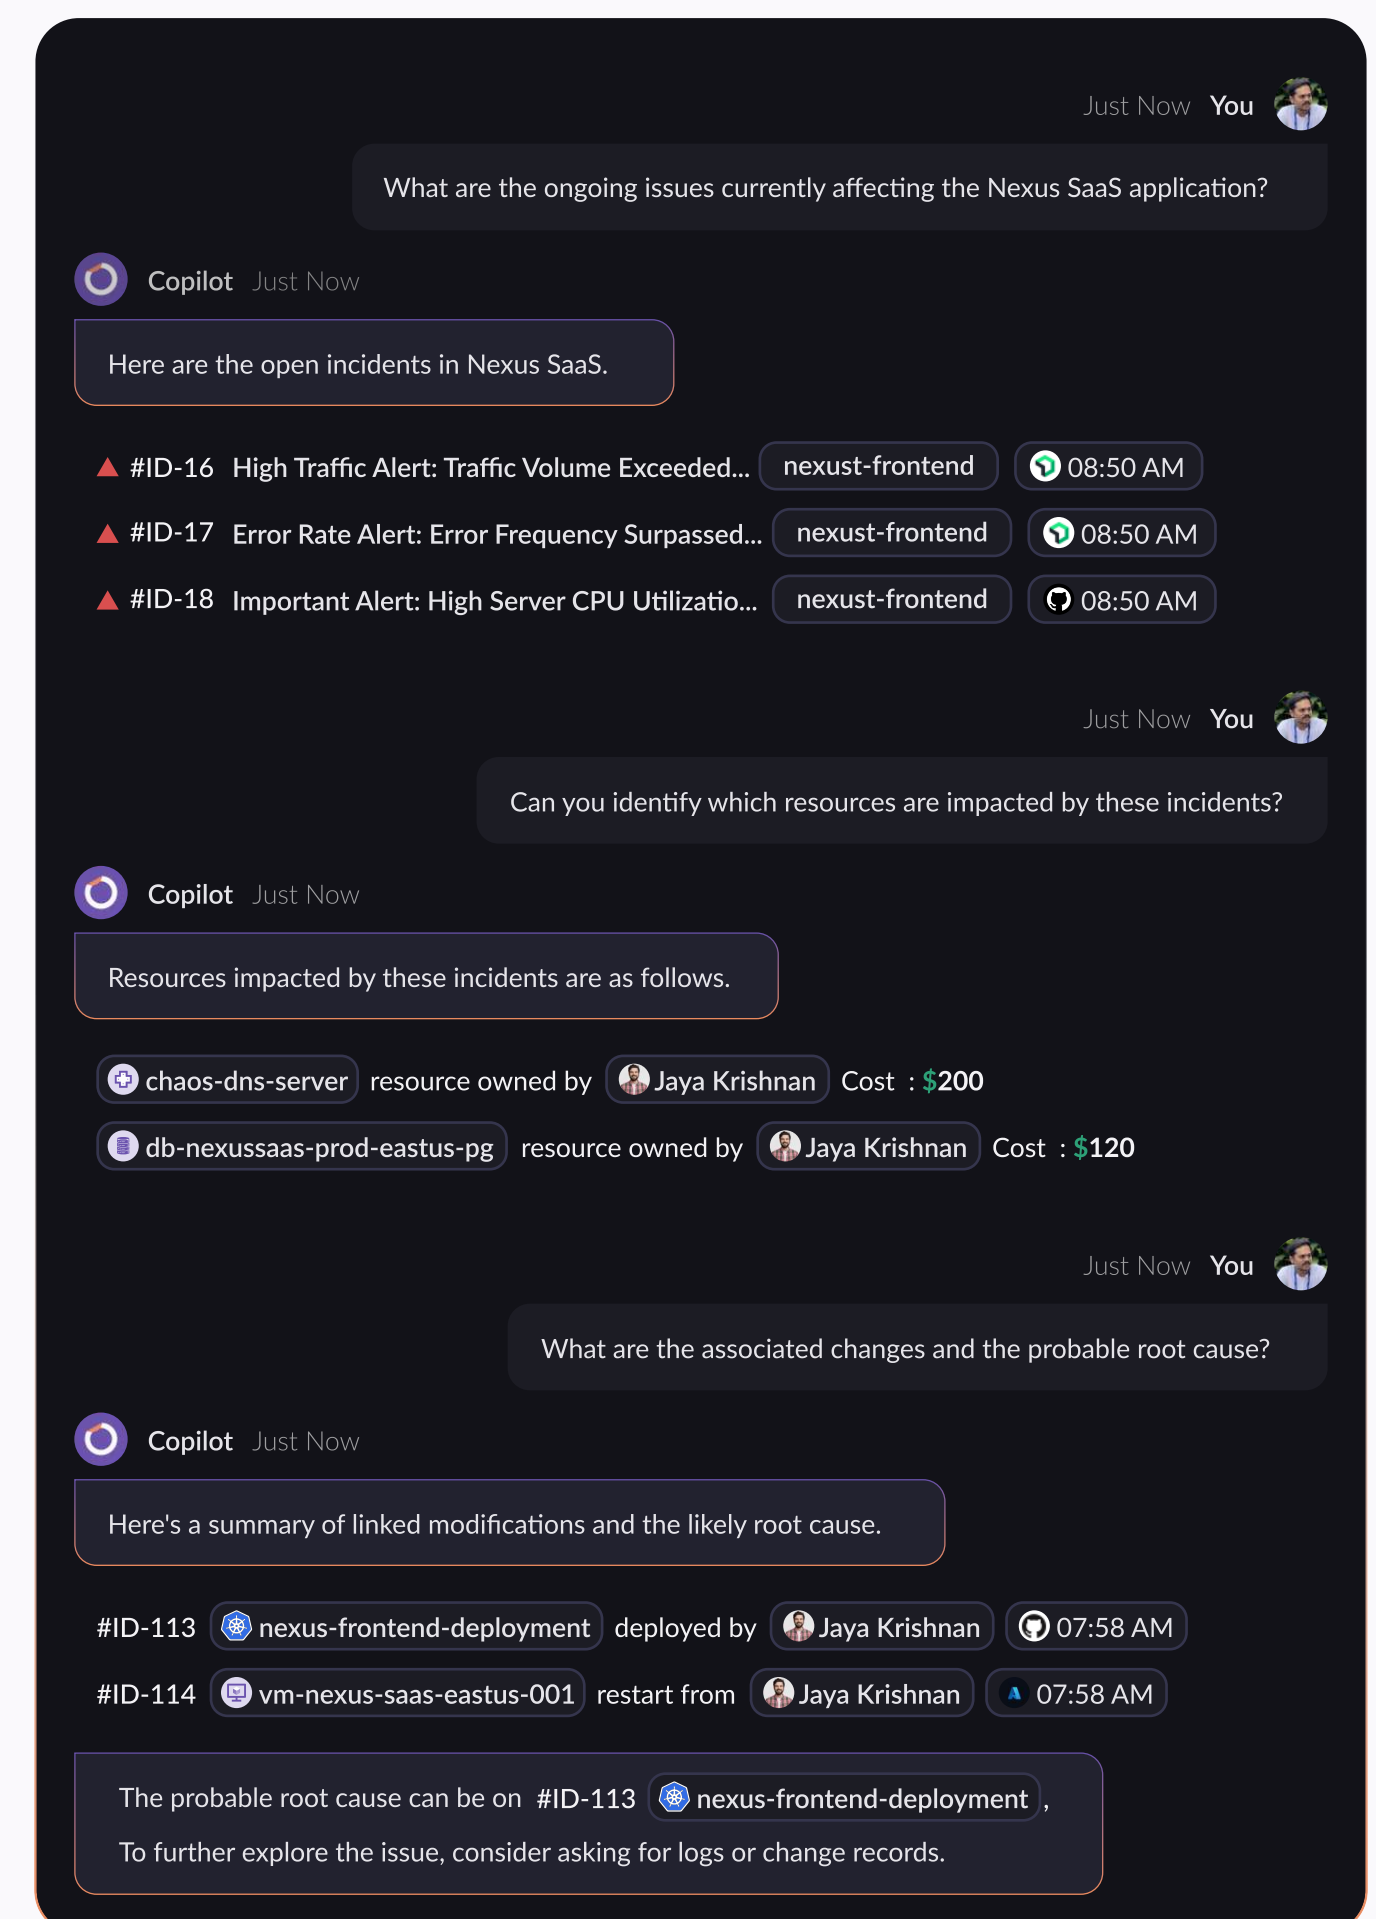 Just Now You
What are the ongoing issues currently affecting the Nexus SaaS application?
Copilot Just Now
Here are the open incidents in Nexus SaaS.
#ID-16 High Traffic Alert: Traffic Volume Exceeded... nexust-frontend 08:50 AM
#ID-17 Error Rate Alert: Error Frequency Surpassed... nexust-frontend 08:50 AM
#ID-18 Important Alert: High Server CPU Utilizatio... nexust-frontend 08:50 AM
Just Now You
Can you identify which resources are impacted by these incidents?
Copilot Just Now
Resources impacted by these incidents are as follows.
chaos-dns-server resource owned by Jaya Krishnan Cost : $200
db-nexussaas-prod-eastus-pg resource owned by Jaya Krishnan Cost : $120
Just Now You
What are the associated changes and the probable root cause?
Copilot Just Now
Here's a summary of linked modifications and the likely root cause.
#ID-113 nexus-frontend-deployment deployed by Jaya Krishnan 07:58 AM
#ID-114 vm-nexus-saas-eastus-001 restart from Jaya Krishnan 07:58 AM
The probable root cause can be on #ID-113 nexus-frontend-deployment,
To further explore the issue, consider asking for logs or change records.